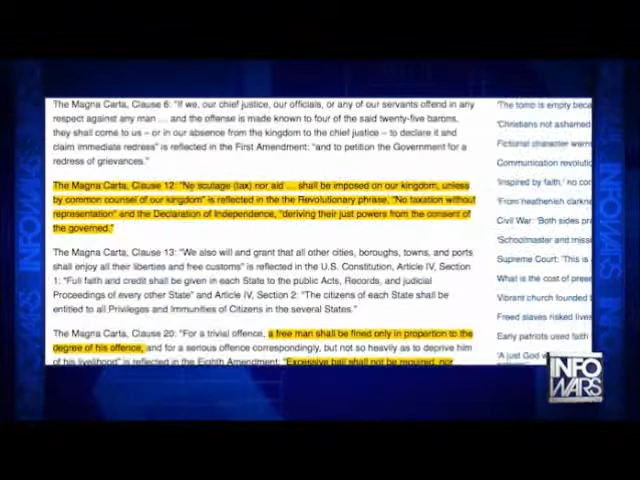 The Magna Carta, Clause 6: "If we, our chief justice, our officials, or any of our servants offend in any
respect against any man ... and the offense is made known to four of the said twenty-five barons,
they shall come to us – or in our absence from the kingdom to the chief justice – to declare it and
claim immediate redress" is reflected in the First Amendment: "and to petition the Government for a
redress of grievances."
The Magna Carta, Clause 12: "No scutage (tax) nor aid ... shall be imposed on our kingdom, unless
by common counsel of our kingdom" is reflected in the the Revolutionary phrase, "No taxation without
representation" and the Declaration of Independence, "deriving their just powers from the consent of
the governed."
The Magna Carta, Clause 13: "We also will and grant that all other cities, boroughs, towns, and ports
shall enjoy all their liberties and free customs" is reflected in the U.S. Constitution, Article IV, Section
1: "Full faith and credit shall be given in each State to the public Acts, Records, and judicial
Proceedings of every other State" and Article IV, Section 2: "The citizens of each State shall be
entitled to all Privileges and Immunities of Citizens in the several States."
The Magna Carta, Clause 20: "For a trivial offence, a free man shall be fined only in proportion to the
degree of his offence, and for a serious offence correspondingly, but not so heavily as to deprive him
of his livelihood" is reflected in the Eighth Amendment: "Excessive bail shall not be required, nor
'The tomb is empty beca
'Christians not ashamed
Fictional character warn
Communication revolutio
'Inspired by faith,' no cor
'From heathenish darkne
Civil War: 'Both sides pr
'Schoolmaster and miss
Supreme Court: 'This is
What is the cost of pree
Vibrant church founded b
Freed slaves risked lives
Early patriots used faith
'A just God w
INFO
WARS
INFOWARS